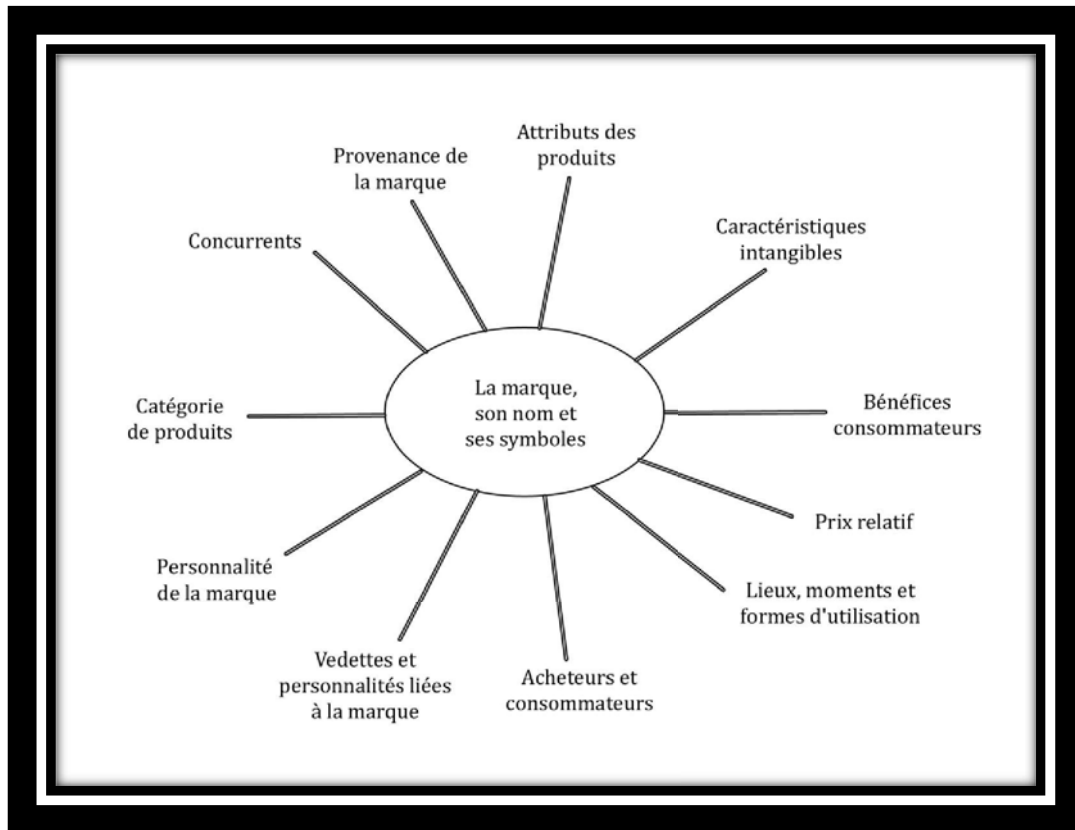 Attributs des
produits
Provenance de
la marque
Caractéristiques
intangibles
Concurrents
La marque,
son nom et
ses symboles
Bénéfices
consommateurs
Catégorie
de produits
Prix relatif
Personnalité
de la marque
Lieux, moments et
formes d'utilisation
Vedettes et
personnalités liées
à la marque
Acheteurs et
consommateurs